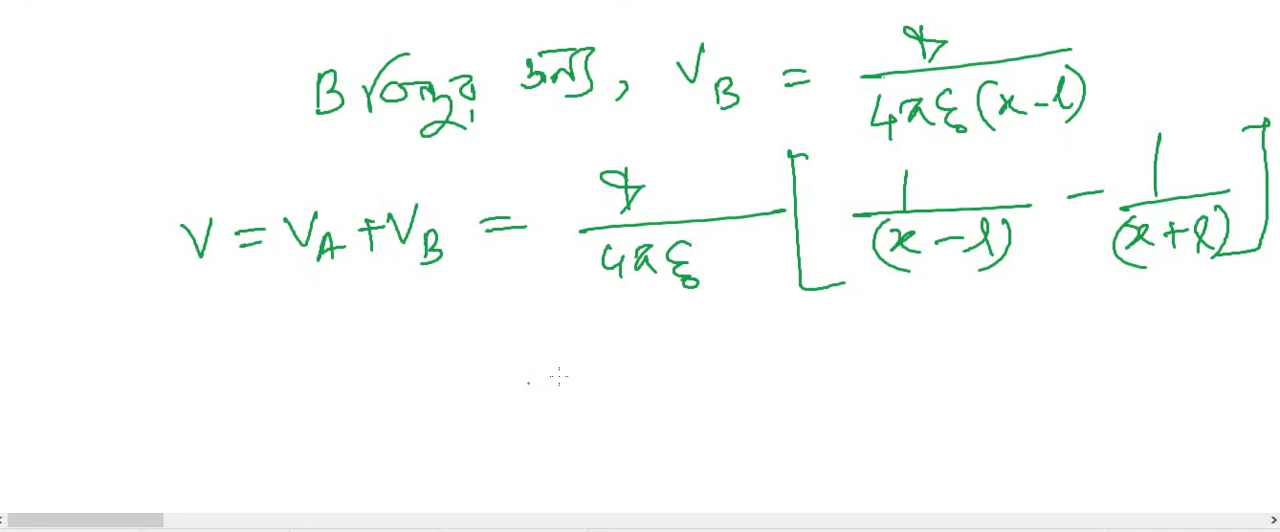 B বিন্দুর জন্য, V_B = q / 4πε₀(x-l)
V = V_A + V_B = q / 4πε₀ [ 1 / (x-l) - 1 / (x+l) ]